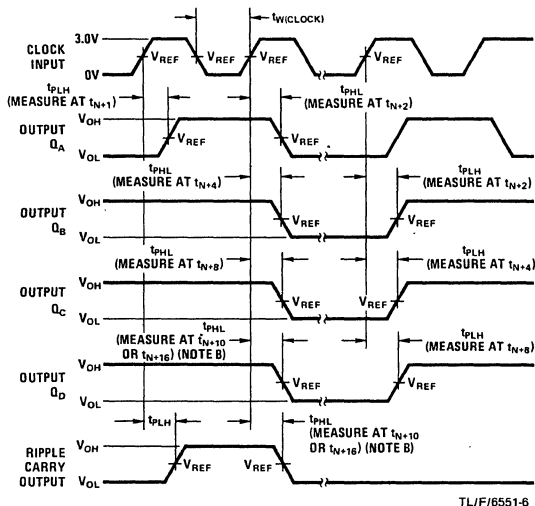 tW(CLOCK)
3.0V
CLOCK INPUT
VREF VREF VREF VREF
0V
tPLH (MEASURE AT tN+1)
tPHL (MEASURE AT tN+2)
VOH
OUTPUT QA
VREF VREF
VOL
tPHL (MEASURE AT tN+4)
tPLH (MEASURE AT tN+2)
VOH
OUTPUT QB
VREF VREF
VOL
tPHL (MEASURE AT tN+8)
tPLH (MEASURE AT tN+4)
VOH
OUTPUT QC
VREF VREF
VOL
tPHL (MEASURE AT tN+10 OR tN+16) (NOTE B)
tPLH (MEASURE AT tN+8)
VOH
OUTPUT QD
VREF VREF
VOL
tPLH
tPHL (MEASURE AT tN+10 OR tN+16) (NOTE B)
VOH
RIPPLE CARRY OUTPUT
VREF VREF
VOL
TL/F/6551-6